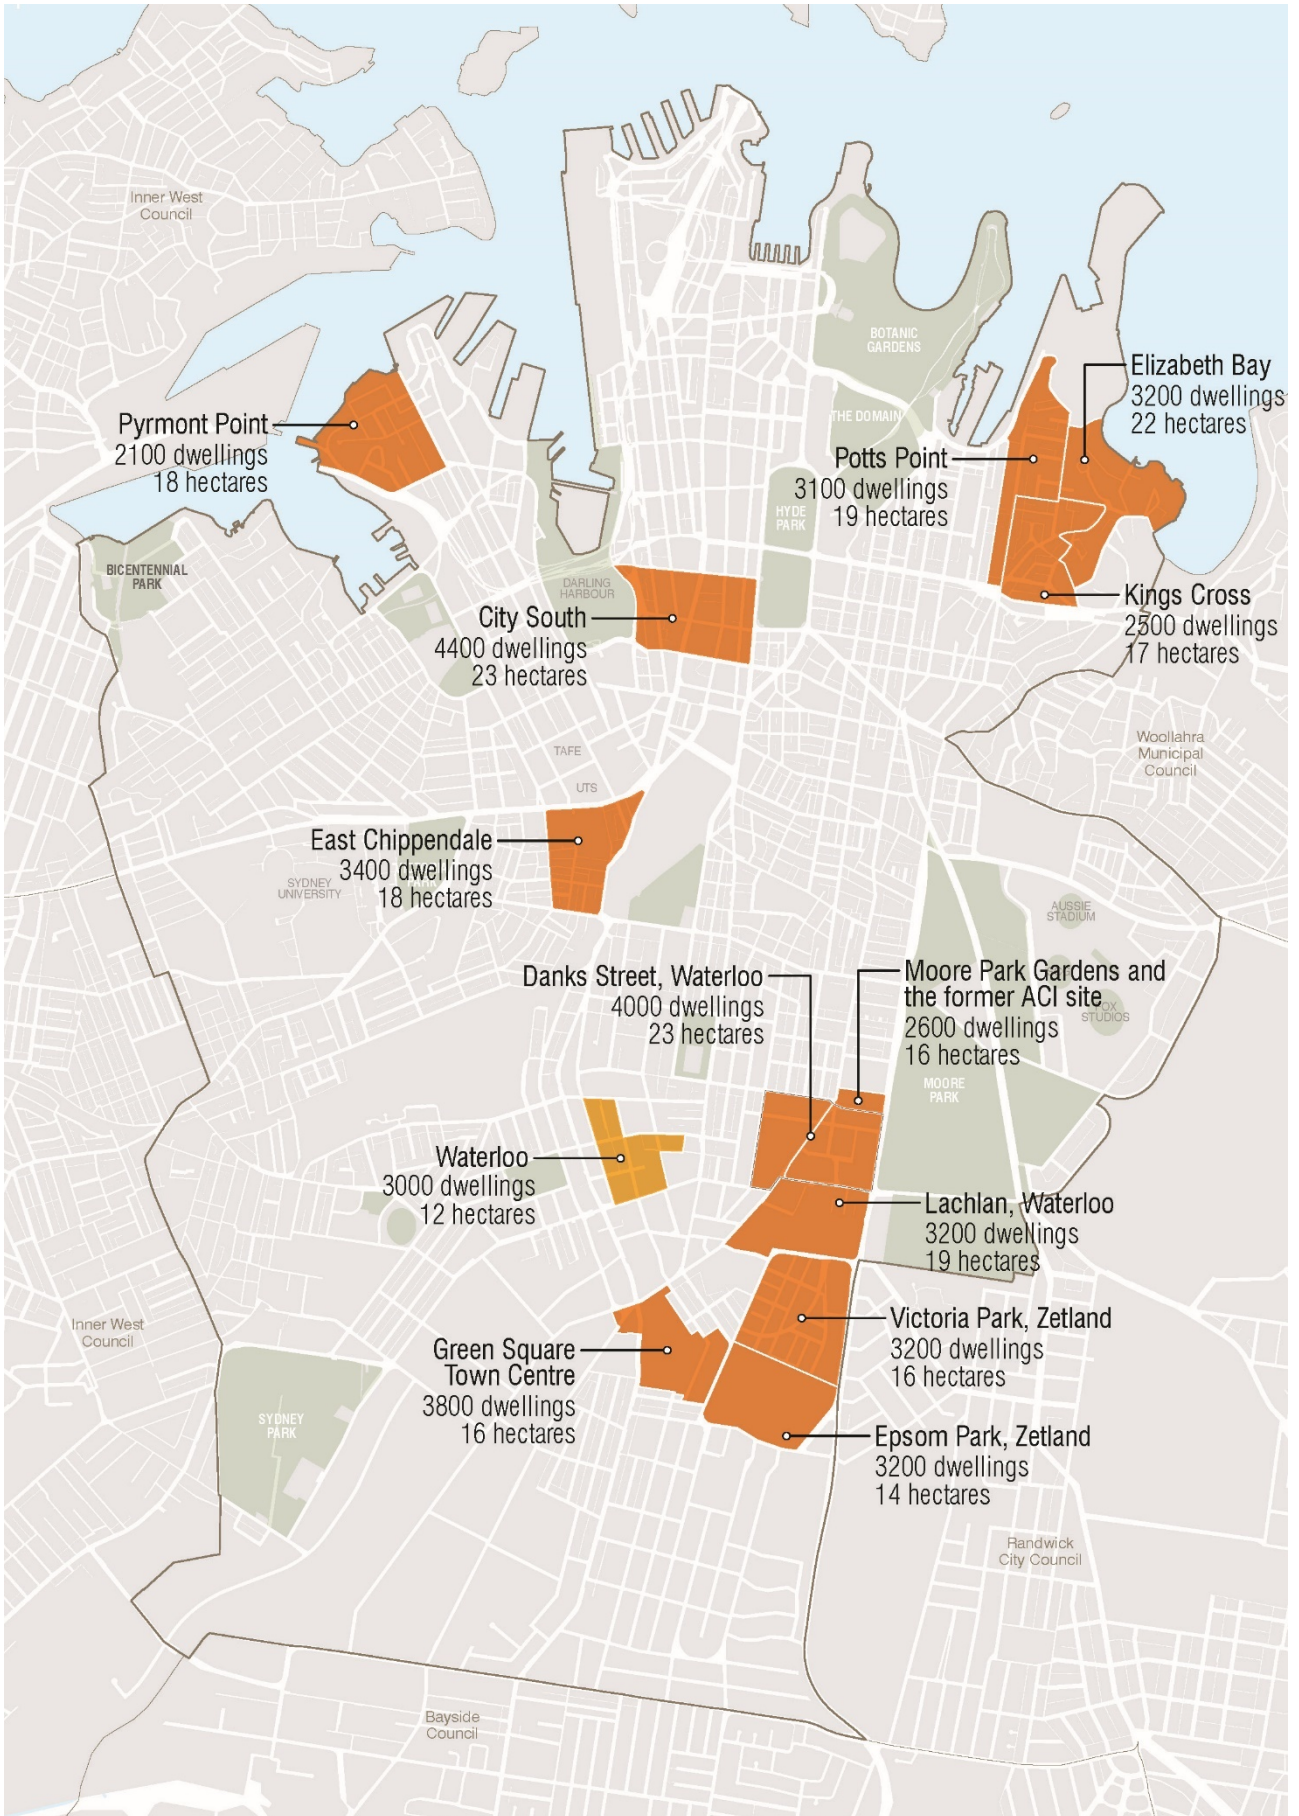 Inner West
Council
BOTANIC
GARDENS
Elizabeth Bay
3200 dwellings
22 hectares
THE DOMAIN
Pyrmont Point
2100 dwellings
18 hectares
Potts Point
3100 dwellings
19 hectares
HYDE
PARK
BICENTENNIAL
PARK
DARLING
HARBOUR
Kings Cross
2500 dwellings
17 hectares
City South
4400 dwellings
23 hectares
Woollahra
Municipal
Council
TAFE
UTS
East Chippendale
3400 dwellings
18 hectares
SYDNEY
UNIVERSITY
PARK
AUSSIE
STADIUM
Danks Street, Waterloo
4000 dwellings
23 hectares
Moore Park Gardens and
the former ACI site
2600 dwellings
16 hectares
FOX
STUDIOS
MOORE
PARK
Waterloo
3000 dwellings
12 hectares
Lachlan, Waterloo
3200 dwellings
19 hectares
Inner West
Council
Victoria Park, Zetland
3200 dwellings
16 hectares
Green Square
Town Centre
3800 dwellings
16 hectares
SYDNEY
PARK
Epsom Park, Zetland
3200 dwellings
14 hectares
Randwick
City Council
Bayside
Council